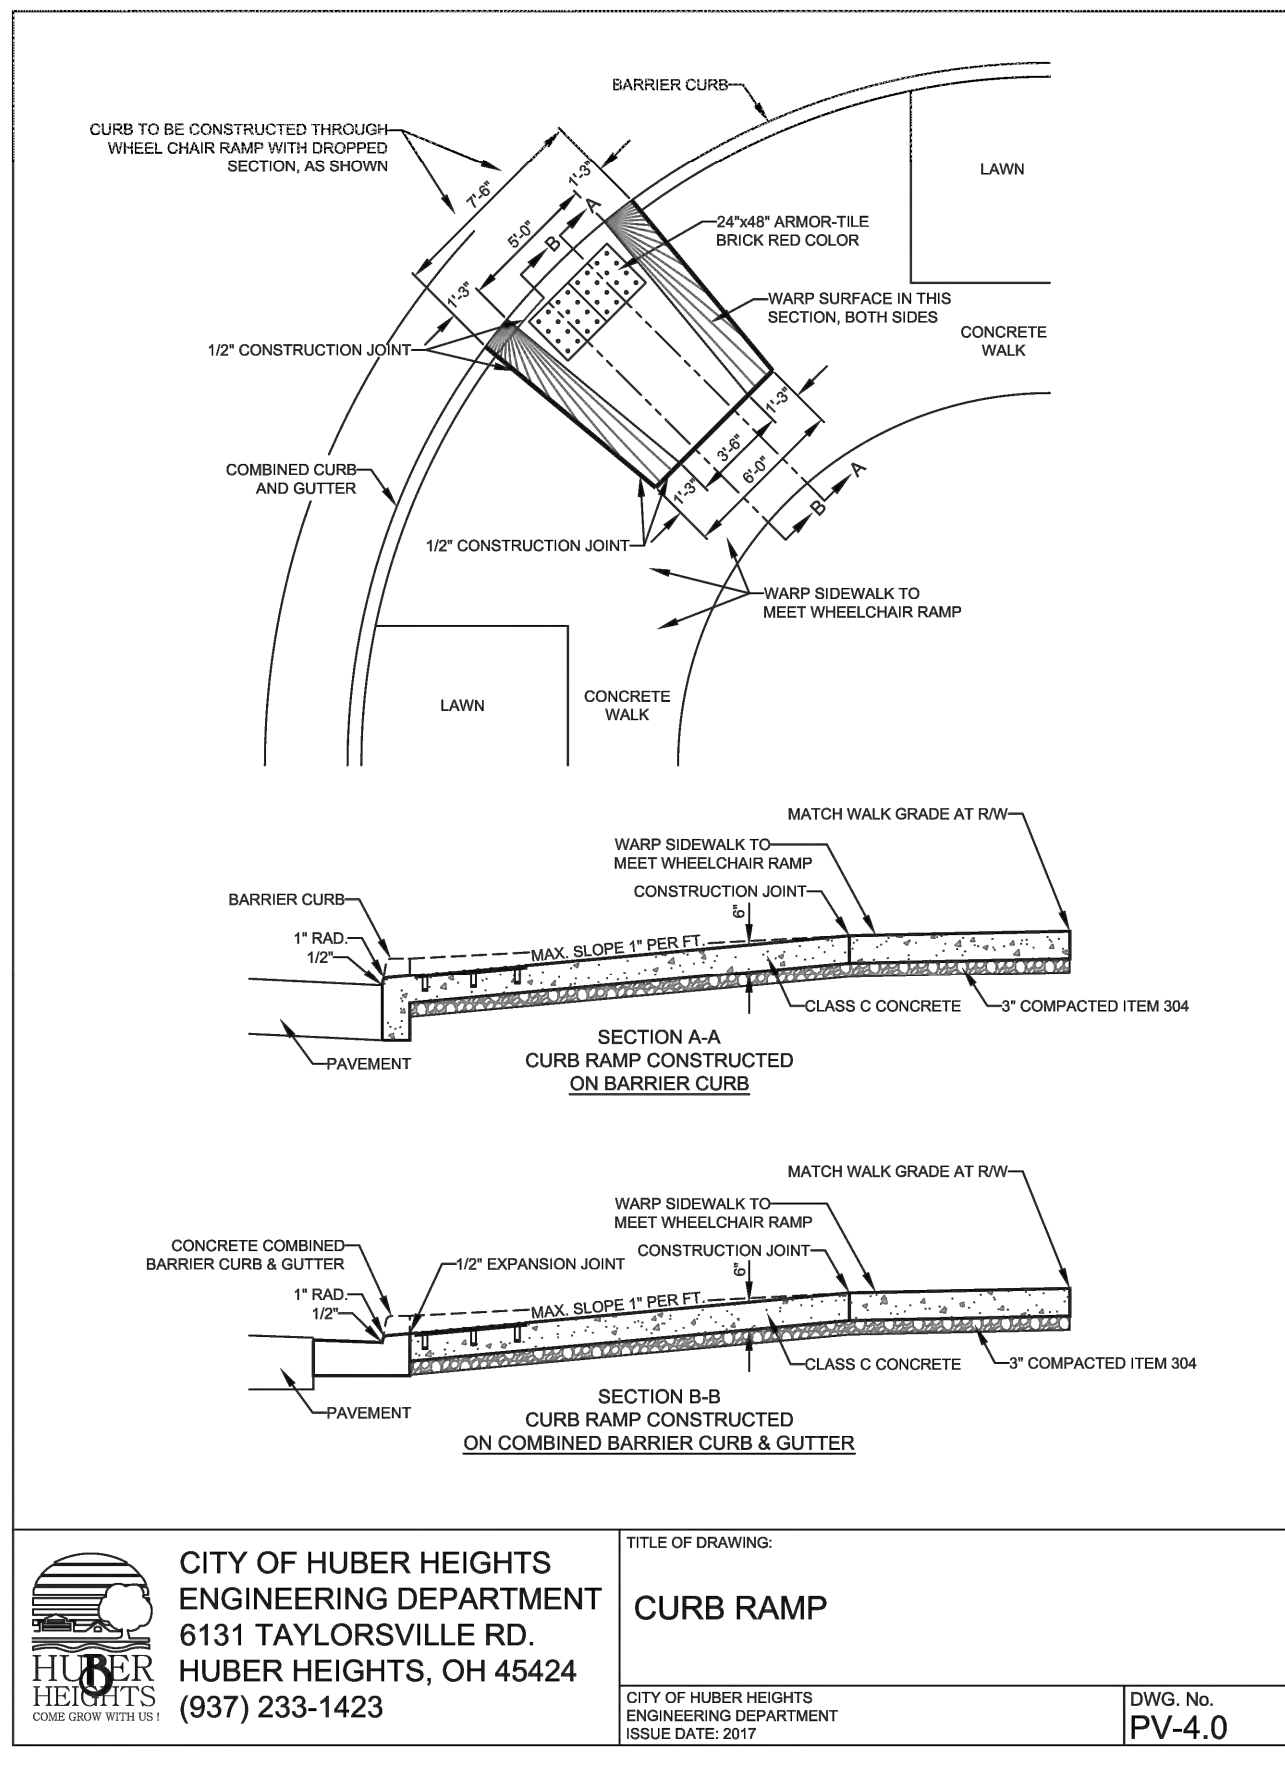 BARRIER CURB
CURB TO BE CONSTRUCTED THROUGH
WHEEL CHAIR RAMP WITH DROPPED
SECTION, AS SHOWN
LAWN
7'-6"
1'-3"
A
5'-0"
B
1'-3"
24"x48" ARMOR-TILE
BRICK RED COLOR
WARP SURFACE IN THIS
SECTION, BOTH SIDES
CONCRETE
WALK
1/2" CONSTRUCTION JOINT
1'-3"
3'-6"
6'-0"
1'-3"
A
B
COMBINED CURB
AND GUTTER
1/2" CONSTRUCTION JOINT
WARP SIDEWALK TO
MEET WHEELCHAIR RAMP
LAWN
CONCRETE
WALK
MATCH WALK GRADE AT R/W
WARP SIDEWALK TO
MEET WHEELCHAIR RAMP
CONSTRUCTION JOINT
BARRIER CURB
6"
1" RAD.
1/2"
MAX. SLOPE 1" PER FT.
CLASS C CONCRETE
3" COMPACTED ITEM 304
PAVEMENT
SECTION A-A
CURB RAMP CONSTRUCTED
ON BARRIER CURB
MATCH WALK GRADE AT R/W
WARP SIDEWALK TO
MEET WHEELCHAIR RAMP
CONCRETE COMBINED
BARRIER CURB & GUTTER
CONSTRUCTION JOINT
1/2" EXPANSION JOINT
6"
1" RAD.
1/2"
MAX. SLOPE 1" PER FT.
CLASS C CONCRETE
3" COMPACTED ITEM 304
PAVEMENT
SECTION B-B
CURB RAMP CONSTRUCTED
ON COMBINED BARRIER CURB & GUTTER
HUBER
HEIGHTS
COME GROW WITH US !
CITY OF HUBER HEIGHTS
ENGINEERING DEPARTMENT
6131 TAYLORSVILLE RD.
HUBER HEIGHTS, OH 45424
(937) 233-1423
TITLE OF DRAWING:
CURB RAMP
CITY OF HUBER HEIGHTS
ENGINEERING DEPARTMENT
ISSUE DATE: 2017
DWG. No.
PV-4.0